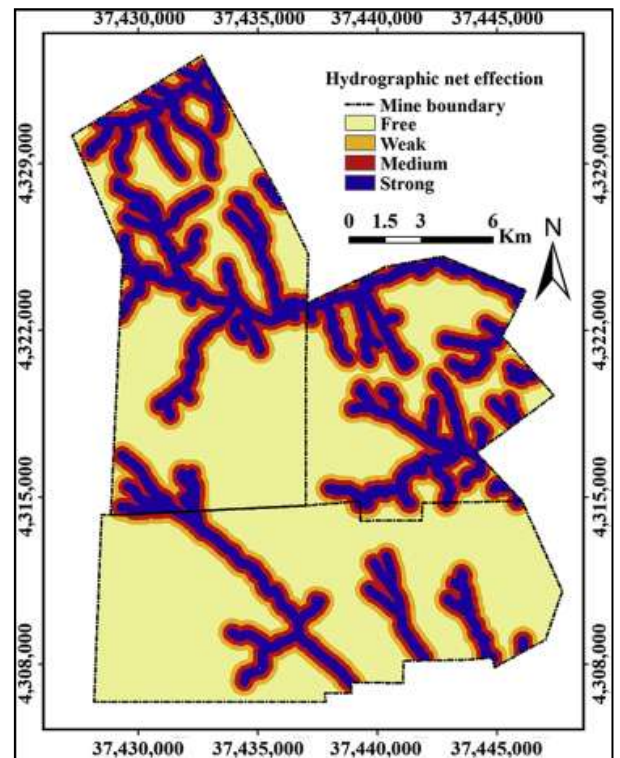 37,430,000 37,435,000 37,440,000 37,445,000
Hydrographic net effection
Mine boundary
Free
Weak
Medium
Strong
0 1.5 3 6
Km
N
4,329,000 4,329,000
4,322,000 4,322,000
4,315,000 4,315,000
4,308,000 4,308,000
37,430,000 37,435,000 37,440,000 37,445,000